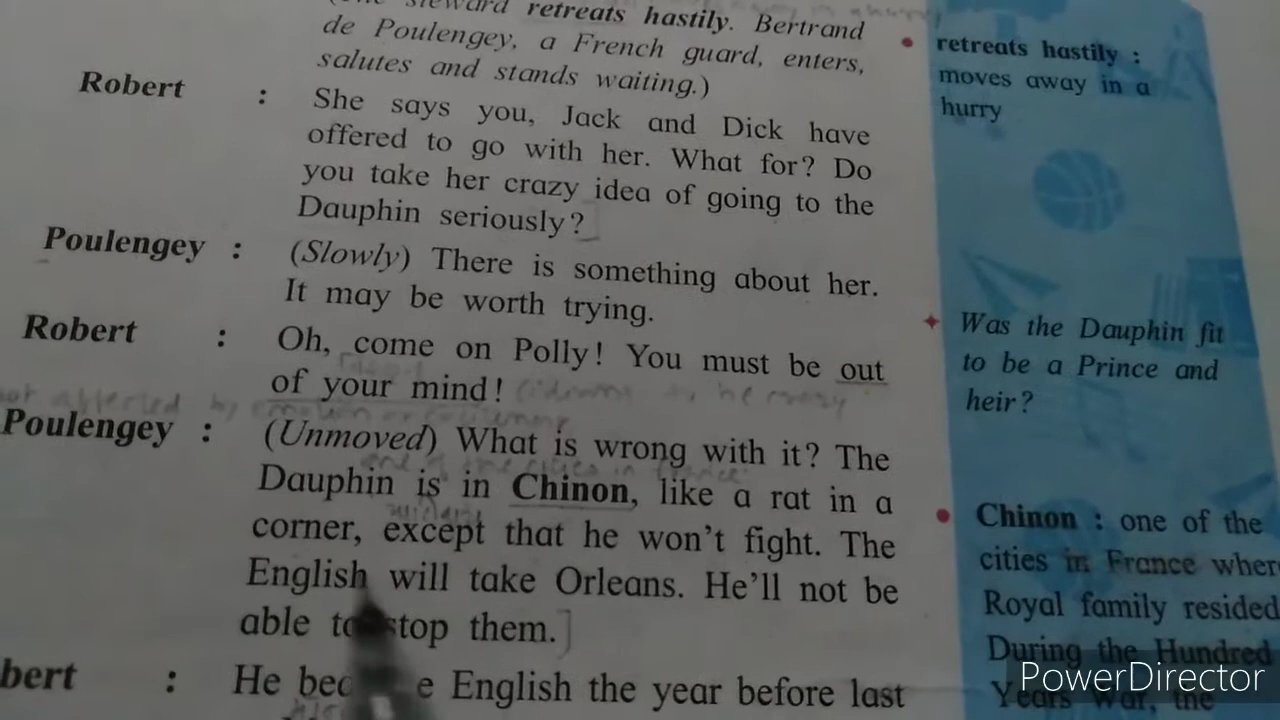 steward retreats hastily. Bertrand
de Poulengey, a French guard, enters,
salutes and stands waiting.)
Robert : She says you, Jack and Dick have
offered to go with her. What for? Do
you take her crazy idea of going to the
Dauphin seriously?
Poulengey : (Slowly) There is something about her.
It may be worth trying.
Robert : Oh, come on Polly! You must be out
of your mind!
Poulengey : (Unmoved) What is wrong with it? The
Dauphin is in Chinon, like a rat in a
corner, except that he won't fight. The
English will take Orleans. He'll not be
able to stop them.
bert : He English the year before last
retreats hastily :
moves away in a
hurry
Was the Dauphin fit
to be a Prince and
heir?
Chinon : one of the
cities in France wher
Royal family resided
During the Hundred
Years War, the
PowerDirector